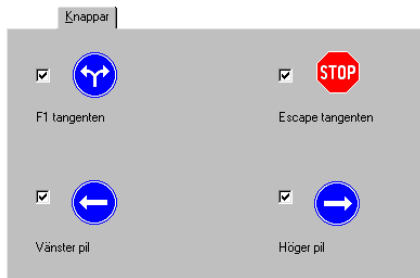 Knappar
STOP
F1 tangenten
Escape tangenten
Vänster pil
Höger pil